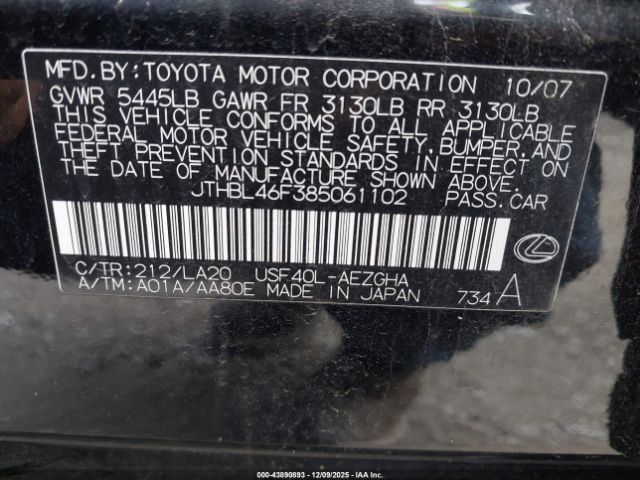 MFD.BY:TOYOTA MOTOR CORPORATION 10/07
GVWR 5445LB GAWR FR 3130LB RR 3130LB
THIS VEHICLE CONFORMS TO ALL APPLICABLE
FEDERAL MOTOR VEHICLE SAFETY,BUMPER,AND
THEFT PREVENTION STANDARDS IN EFFECT ON
THE DATE OF MANUFACTURE SHOWN ABOVE.
JTHBL46F385061102 PASS.CAR
C/TR:212/LA20 USF40L-AEZGHA
A/TM:A01A/AA80E MADE IN JAPAN 734 A
000-43890893 - 12/09/2025 - IAAI.COM